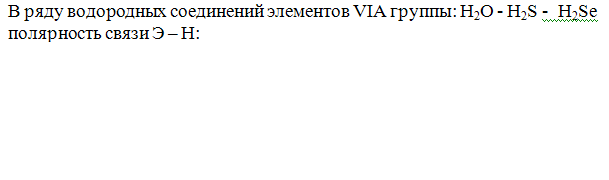 В ряду водородных соединений элементов VIA группы: H₂O - H₂S - H₂Se
полярность связи Э – Н: